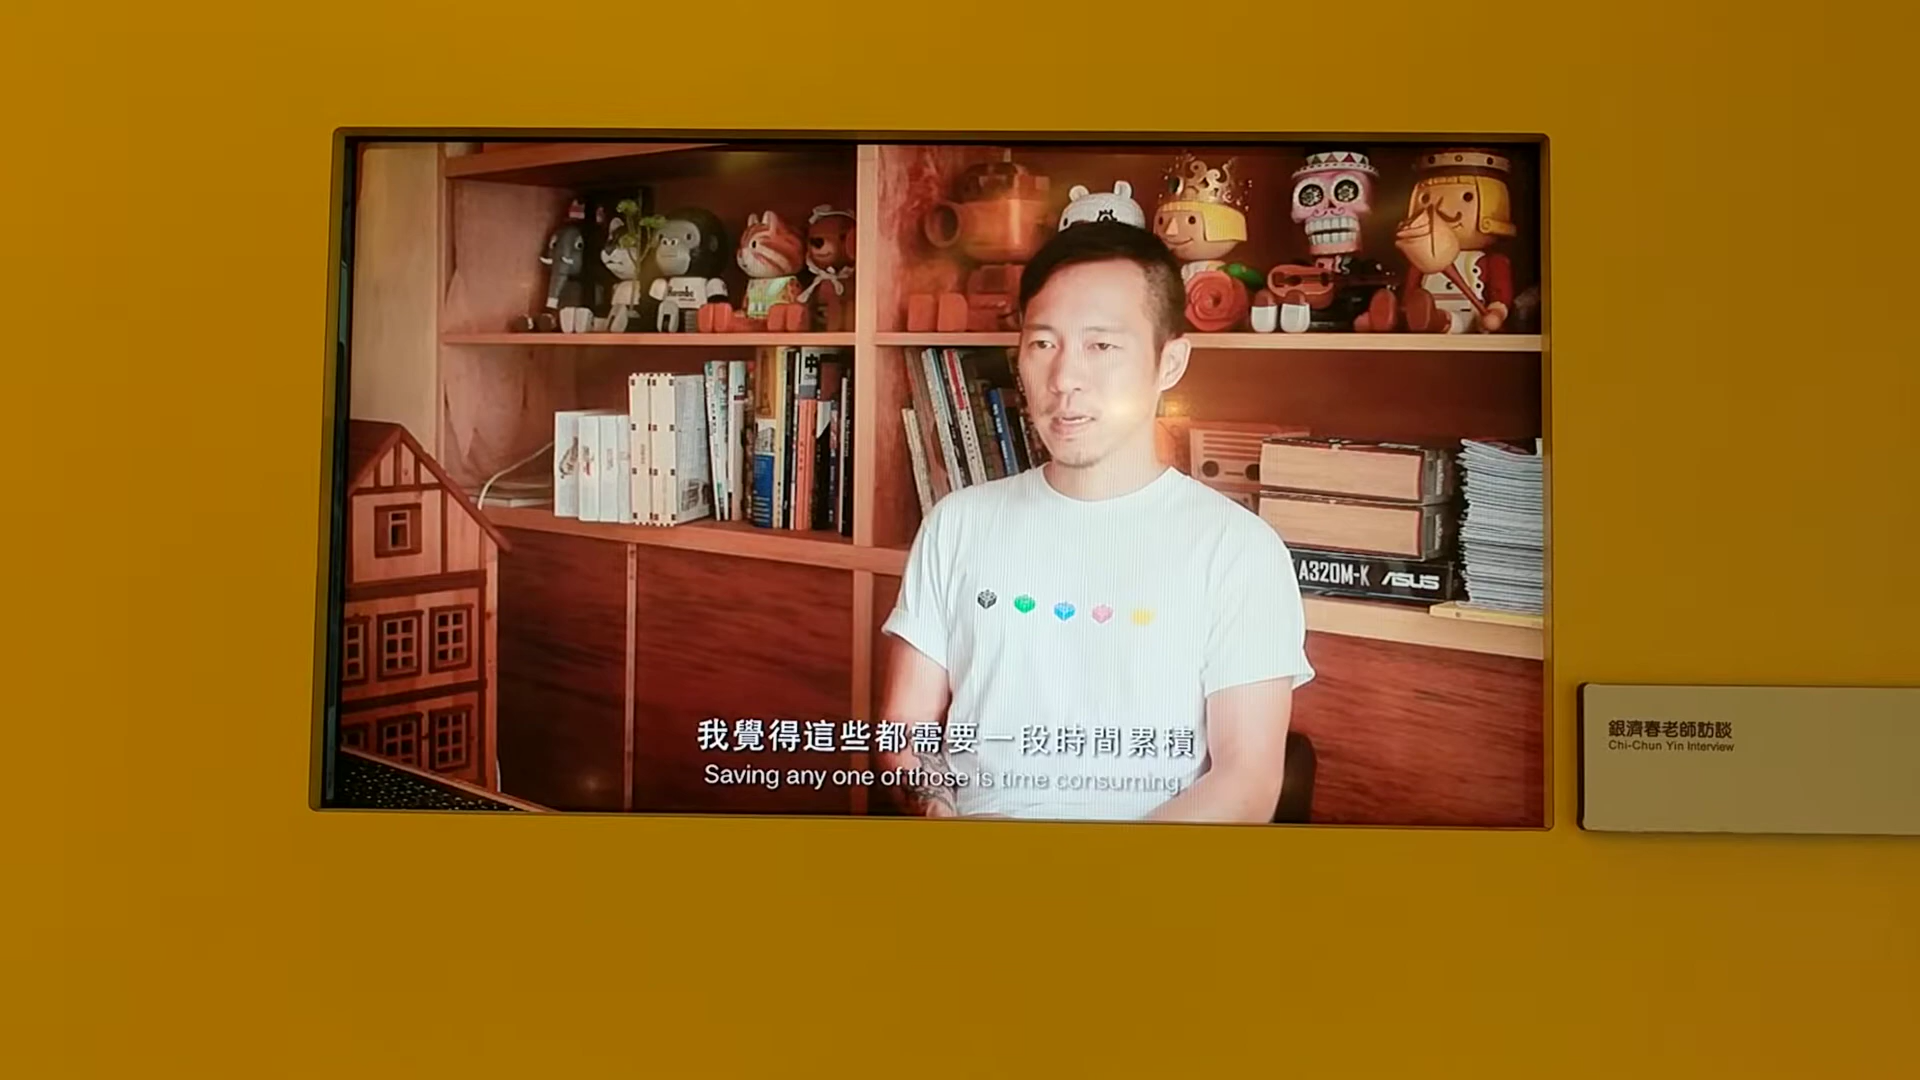 中
A320M-K ASUS
我覺得這些都需要一段時間累積
Saving any one of those is time consuming
銀濟春老師訪談
Chi-Chun Yin Interview